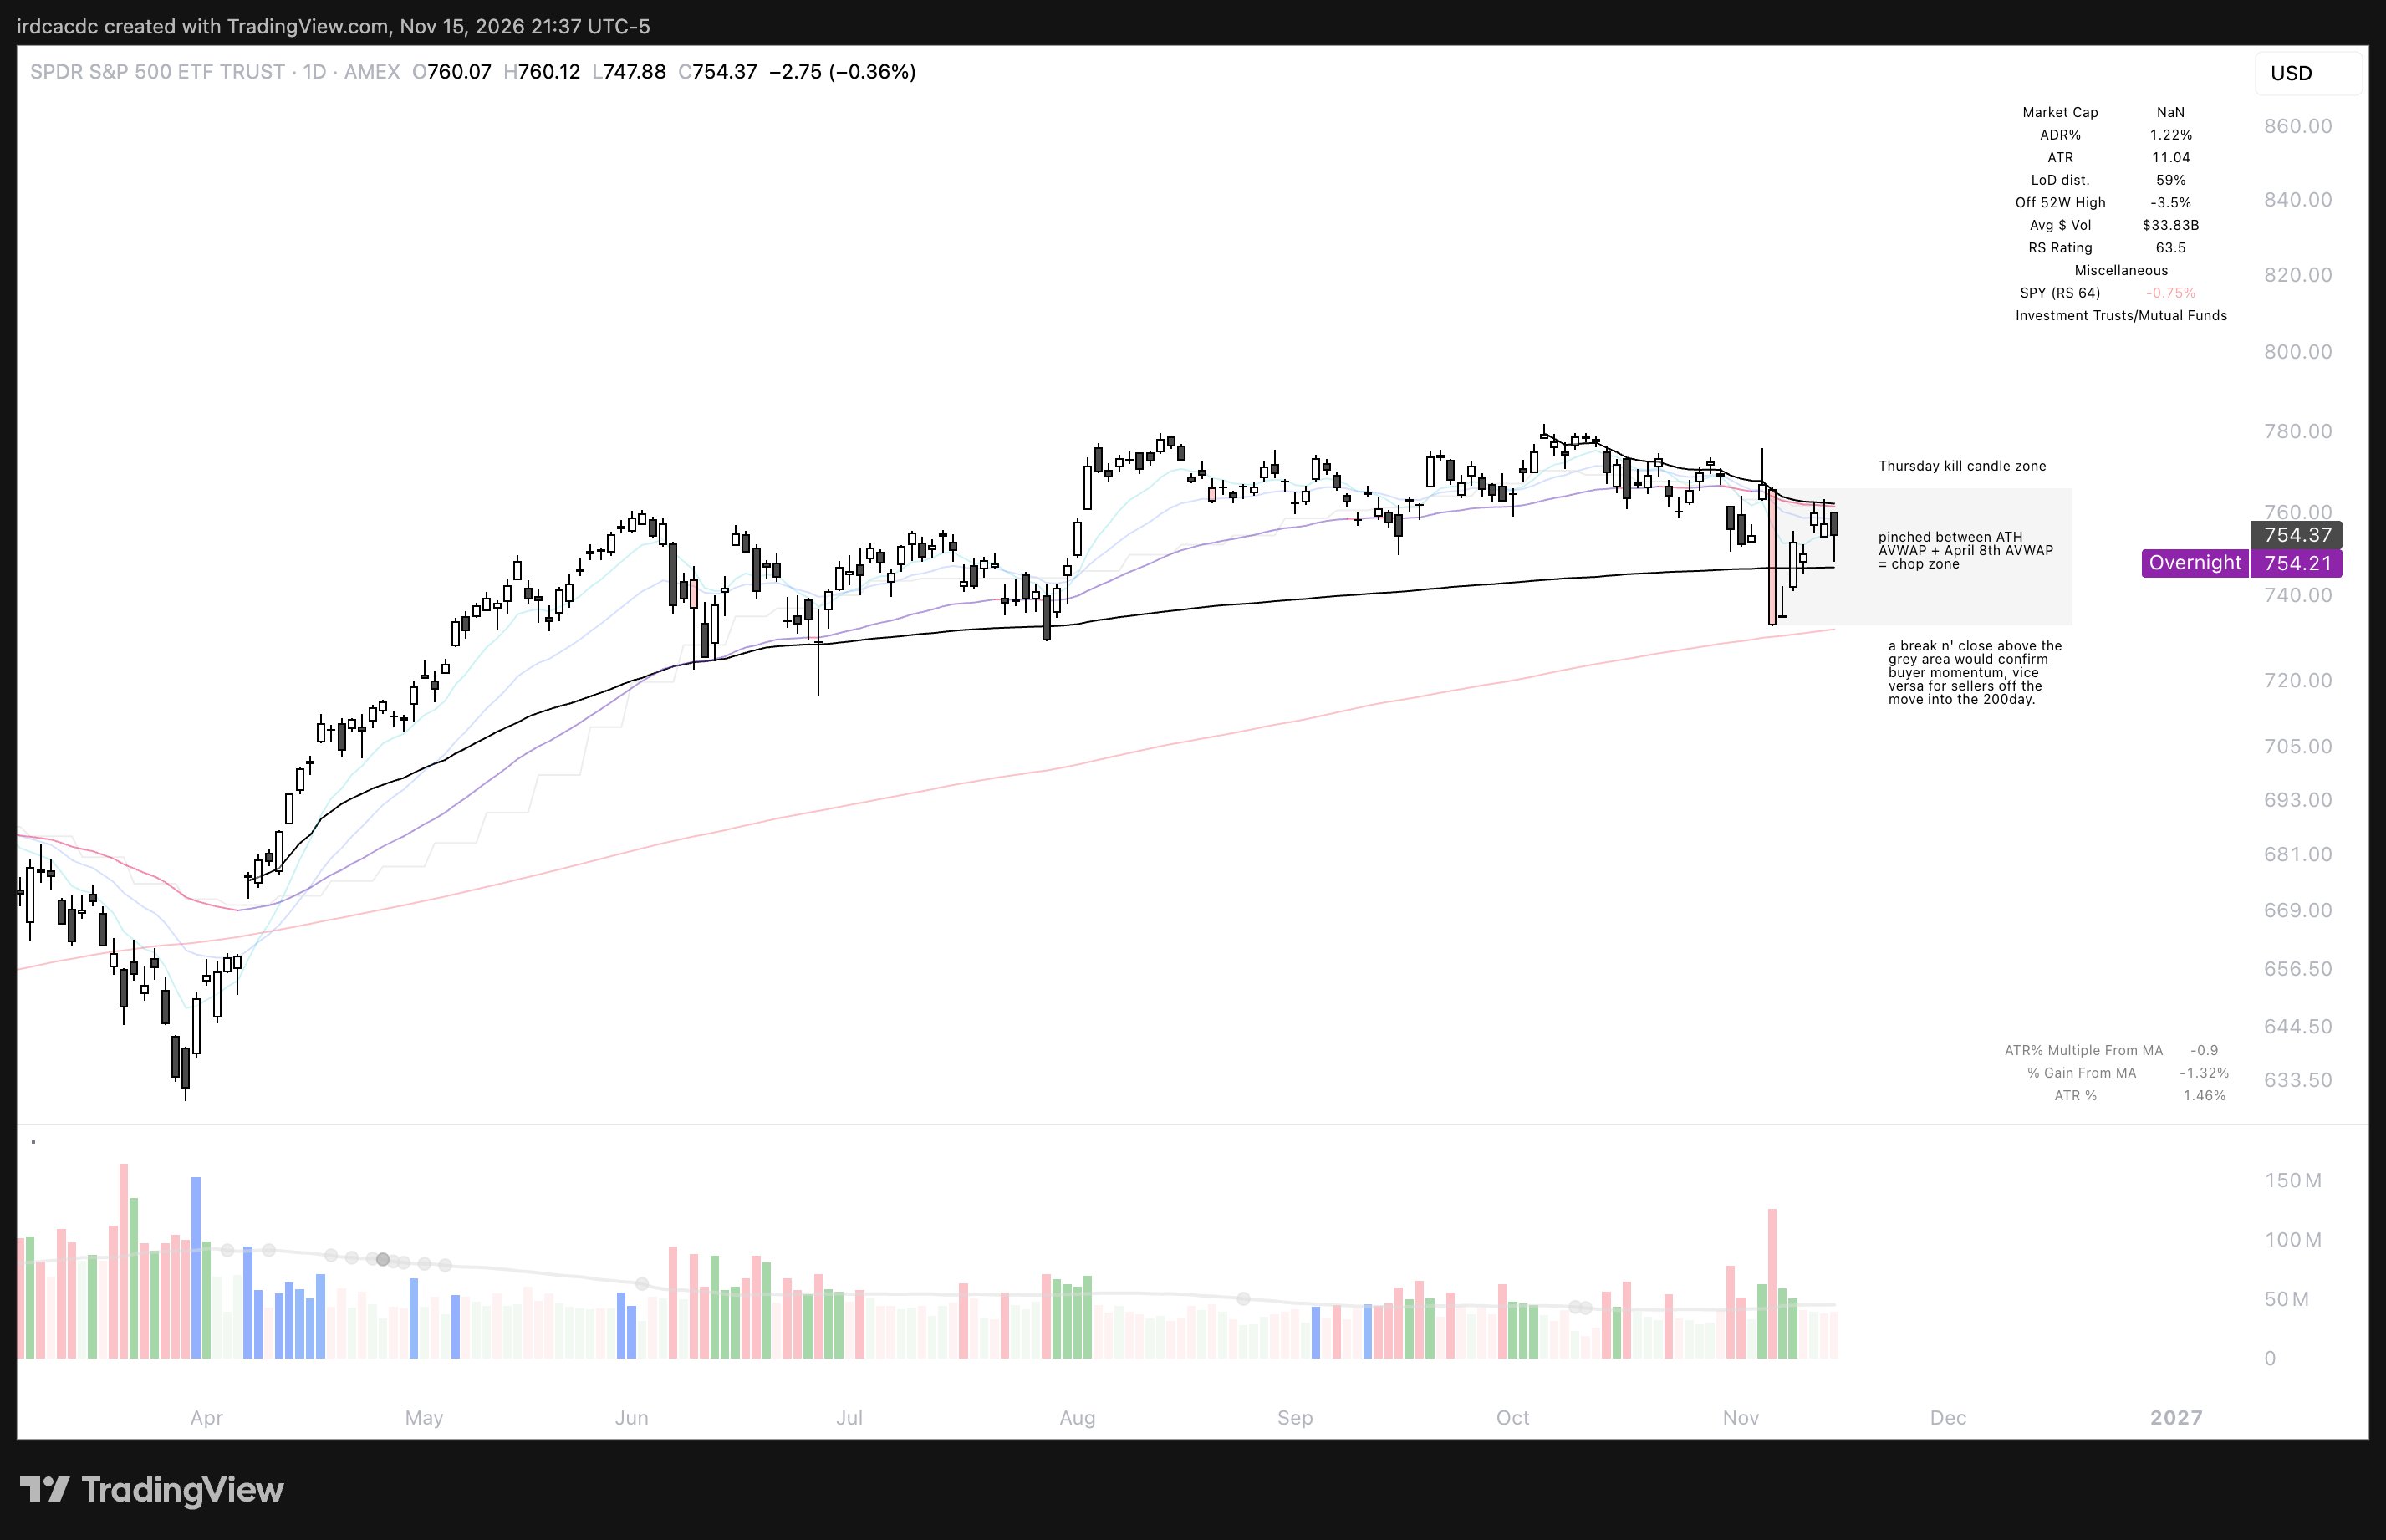 irdcacdc created with TradingView.com, Nov 15, 2026 21:37 UTC-5
SPDR S&P 500 ETF TRUST · 1D · AMEX O760.07 H760.12 L747.88 C754.37 −2.75 (−0.36%)
USD
Market Cap NaN
ADR% 1.22%
ATR 11.04
LoD dist. 59%
Off 52W High -3.5%
Avg $ Vol $33.83B
RS Rating 63.5
Miscellaneous
SPY (RS 64) -0.75%
Investment Trusts/Mutual Funds
860.00
840.00
820.00
800.00
780.00
760.00
754.37
Overnight 754.21
740.00
720.00
705.00
693.00
681.00
669.00
656.50
644.50
633.50
Thursday kill candle zone
pinched between ATH
AVWAP + April 8th AVWAP
= chop zone
a break n' close above the
grey area would confirm
buyer momentum, vice
versa for sellers off the
move into the 200day.
ATR% Multiple From MA -0.9
% Gain From MA -1.32%
ATR % 1.46%
150 M
100 M
50 M
0
Apr May Jun Jul Aug Sep Oct Nov Dec 2027
TradingView